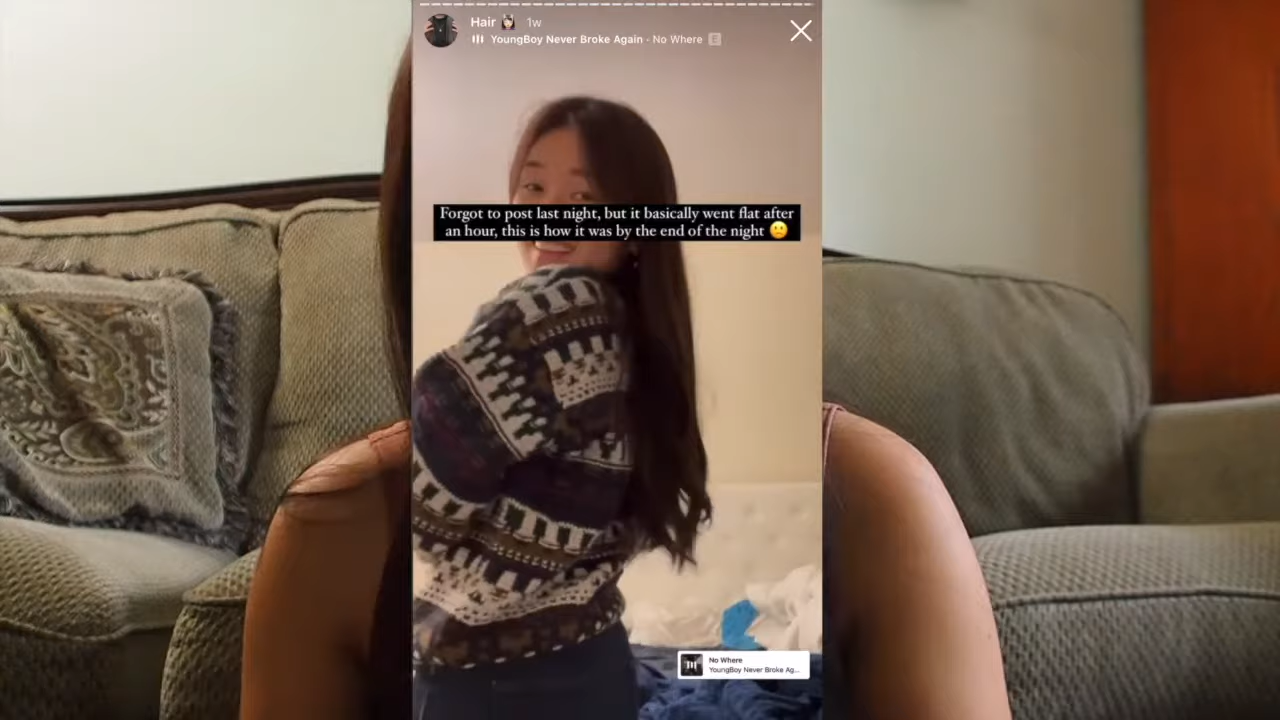 Hair 1w
YoungBoy Never Broke Again · No Where E
Forgot to post last night, but it basically went flat after
an hour, this is how it was by the end of the night 🙁
No Where
YoungBoy Never Broke Ag...